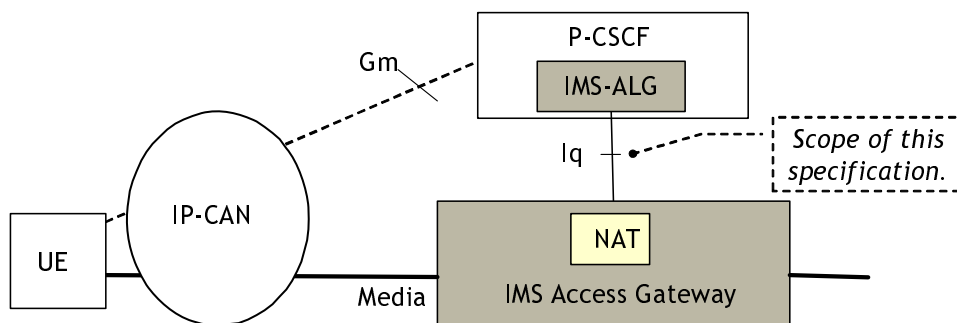 P-CSCF
Gm
IMS-ALG
Iq
Scope of this
specification.
IP-CAN
UE
NAT
Media
IMS Access Gateway